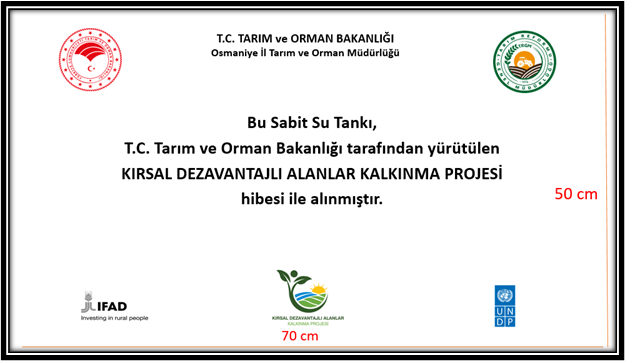 T.C. TARIM ve ORMAN BAKANLIĞI
Osmaniye İl Tarım ve Orman Müdürlüğü
Bu Sabit Su Tankı,
T.C. Tarım ve Orman Bakanlığı tarafından yürütülen
KIRSAL DEZAVANTAJLI ALANLAR KALKINMA PROJESİ
hibesi ile alınmıştır.
50 cm
IFAD
Investing in rural people
KIRSAL DEZAVANTAJLI ALANLAR
KALKINMA PROJESİ
U N
D P
70 cm